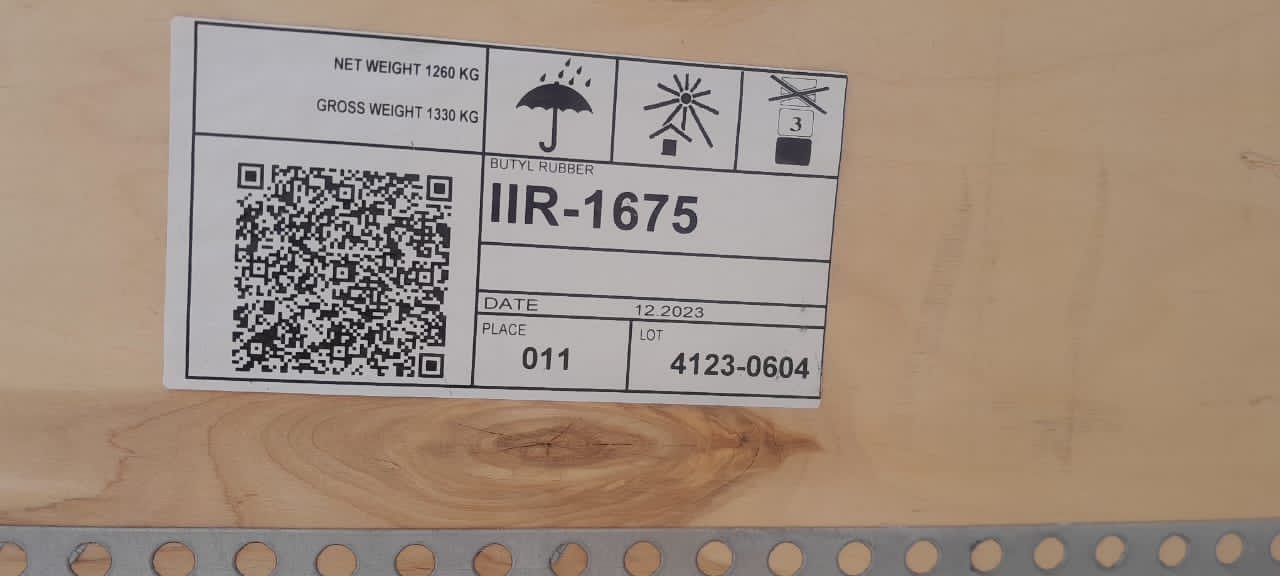 NET WEIGHT 1260 KG
GROSS WEIGHT 1330 KG
3
BUTYL RUBBER
IIR-1675
DATE 12.2023
PLACE
011
LOT
4123-0604